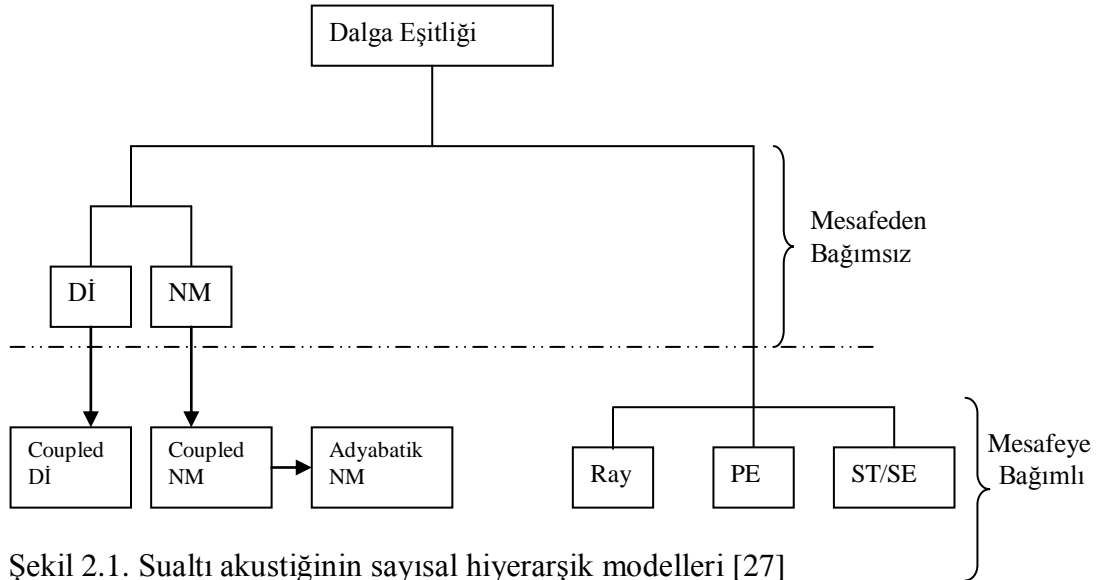 Dalga Eşitliği
Mesafeden
Bağımsız
Dİ
NM
Coupled
Dİ
Coupled
NM
Adyabatik
NM
Ray
PE
ST/SE
Mesafeye
Bağımlı
Şekil 2.1. Sualtı akustiğinin sayısal hiyerarşik modelleri [27]